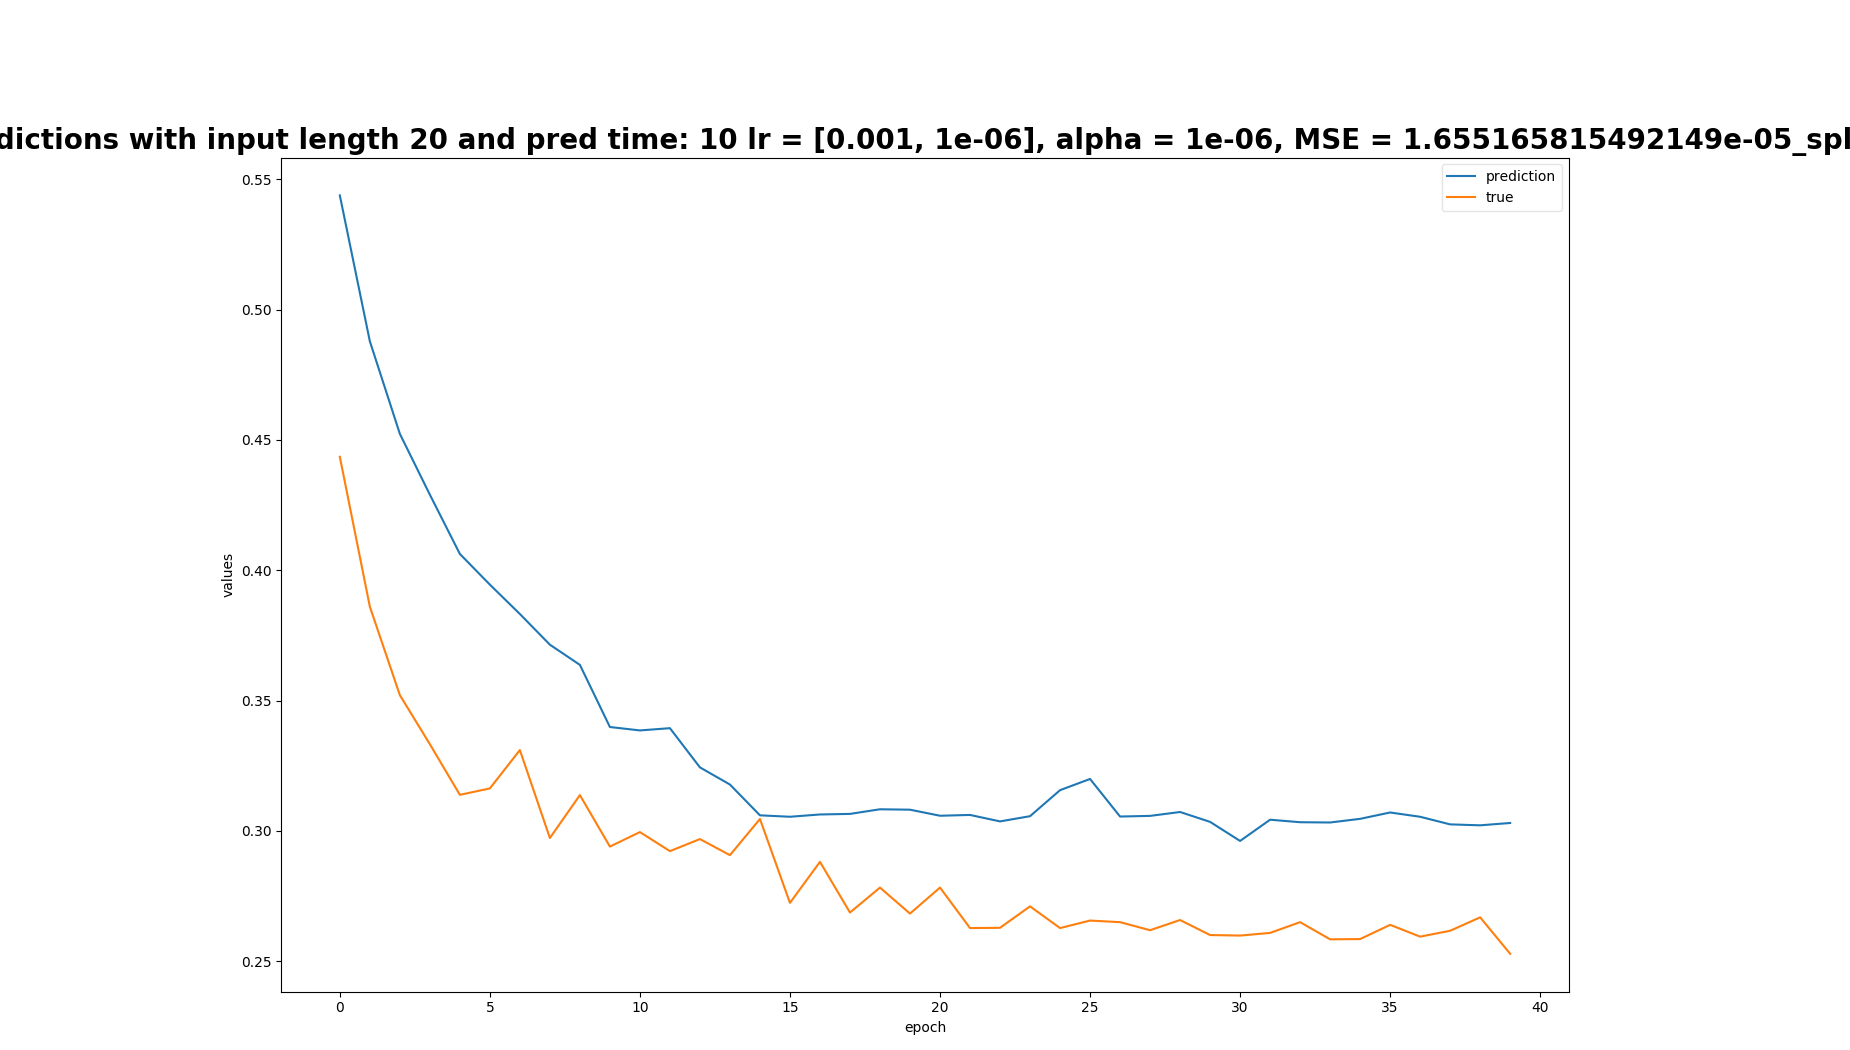 with input length 20 and pred time: 10 lr = [0.001, 1e-06], alpha = 1e-06, MSE = 1.655165815492149e-05_spl
prediction
true
0.55
0.50
0.45
0.40
0.35
0.30
0.25
values
0 5 10 15 20 25 30 35 40
epoch